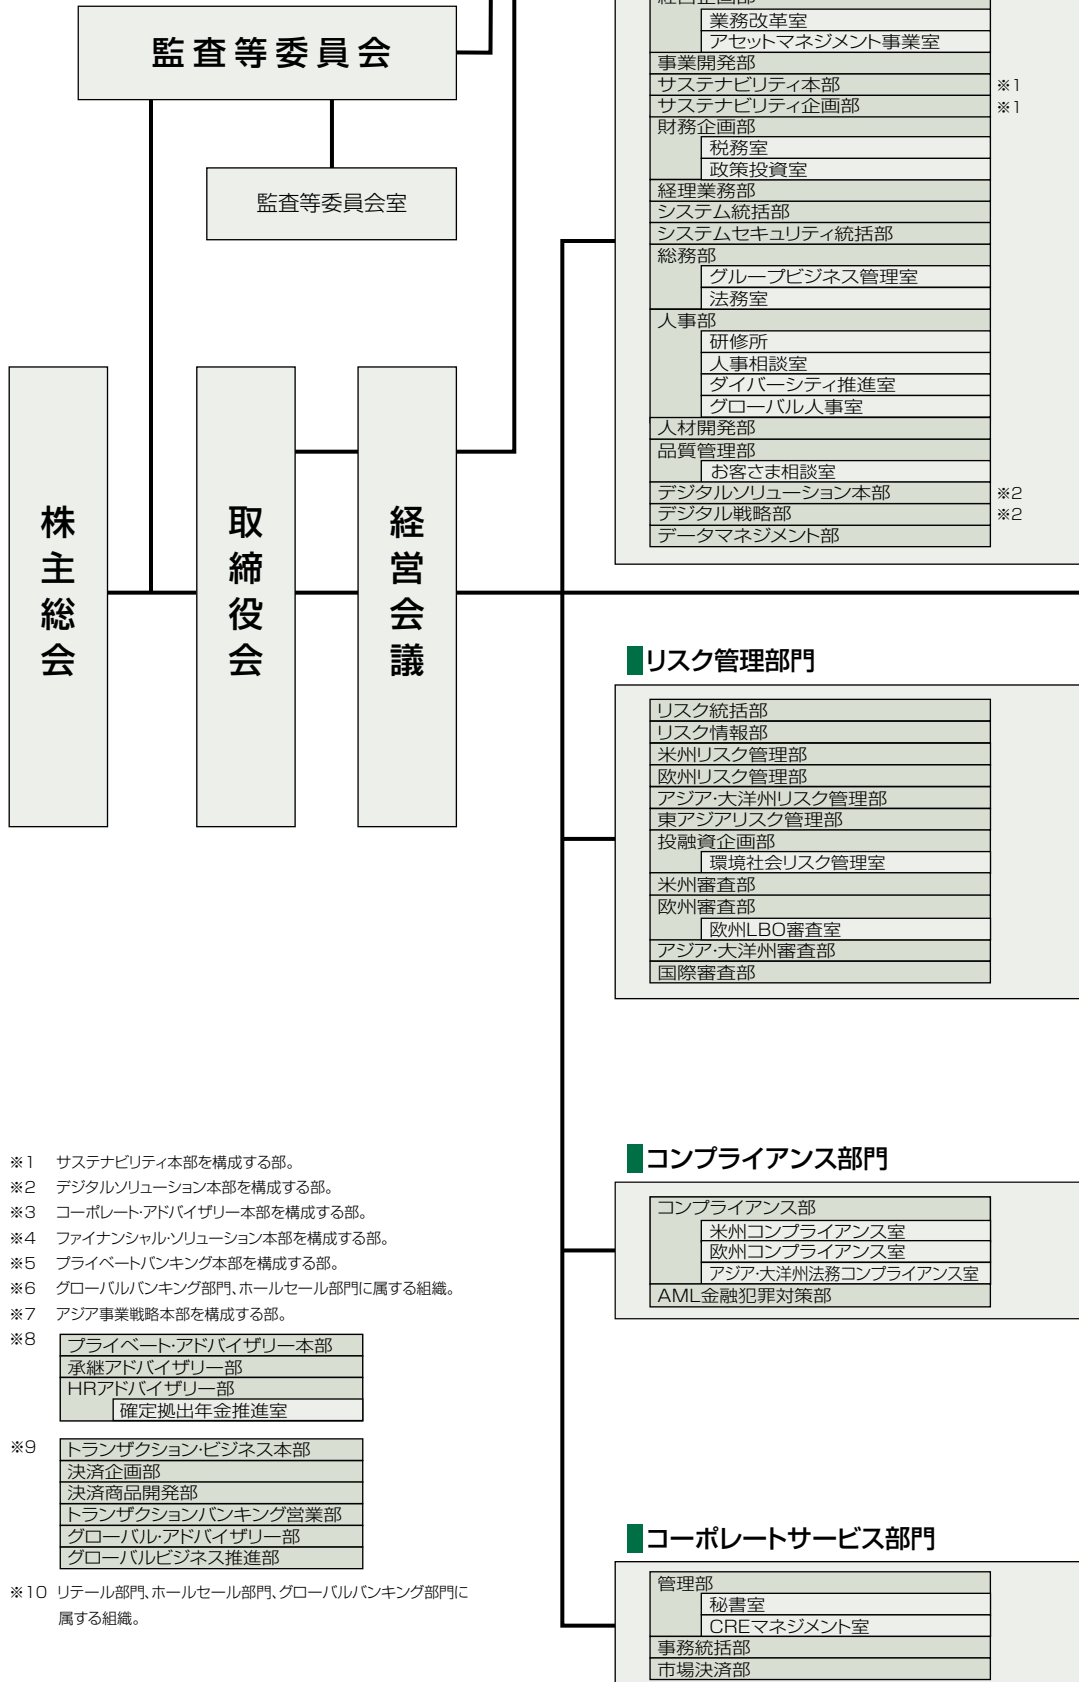 監査等委員会
監査等委員会室
株主総会
取締役会
経営会議
経営企画部
業務改革室
アセットマネジメント事業室
事業開発部
サステナビリティ本部 ※1
サステナビリティ企画部 ※1
財務企画部
税務室
政策投資室
経理業務部
システム統括部
システムセキュリティ統括部
総務部
グループビジネス管理室
法務室
人事部
研修所
人事相談室
ダイバーシティ推進室
グローバル人事室
人材開発部
品質管理部
お客さま相談室
デジタルソリューション本部 ※2
デジタル戦略部 ※2
データマネジメント部
リスク管理部門
リスク統括部
リスク情報部
米州リスク管理部
欧州リスク管理部
アジア・大洋州リスク管理部
東アジアリスク管理部
投融資企画部
環境社会リスク管理室
米州審査部
欧州審査部
欧州LBO審査室
アジア・大洋州審査部
国際審査部
コンプライアンス部門
コンプライアンス部
米州コンプライアンス室
欧州コンプライアンス室
アジア・大洋州法務コンプライアンス室
AML金融犯罪対策部
コーポレートサービス部門
管理部
秘書室
CREマネジメント室
事務統括部
市場決済部
※1 サステナビリティ本部を構成する部。
※2 デジタルソリューション本部を構成する部。
※3 コーポレート・アドバイザリー本部を構成する部。
※4 ファイナンシャル・ソリューション本部を構成する部。
※5 プライベートバンキング本部を構成する部。
※6 グローバルバンキング部門、ホールセール部門に属する組織。
※7 アジア事業戦略本部を構成する部。
※8 プライベート・アドバイザリー本部
承継アドバイザリー部
HRアドバイザリー部
確定拠出年金推進室
※9 トランザクション・ビジネス本部
決済企画部
決済商品開発部
トランザクションバンキング営業部
グローバル・アドバイザリー部
グローバルビジネス推進部
※10 リテール部門、ホールセール部門、グローバルバンキング部門に
属する組織。